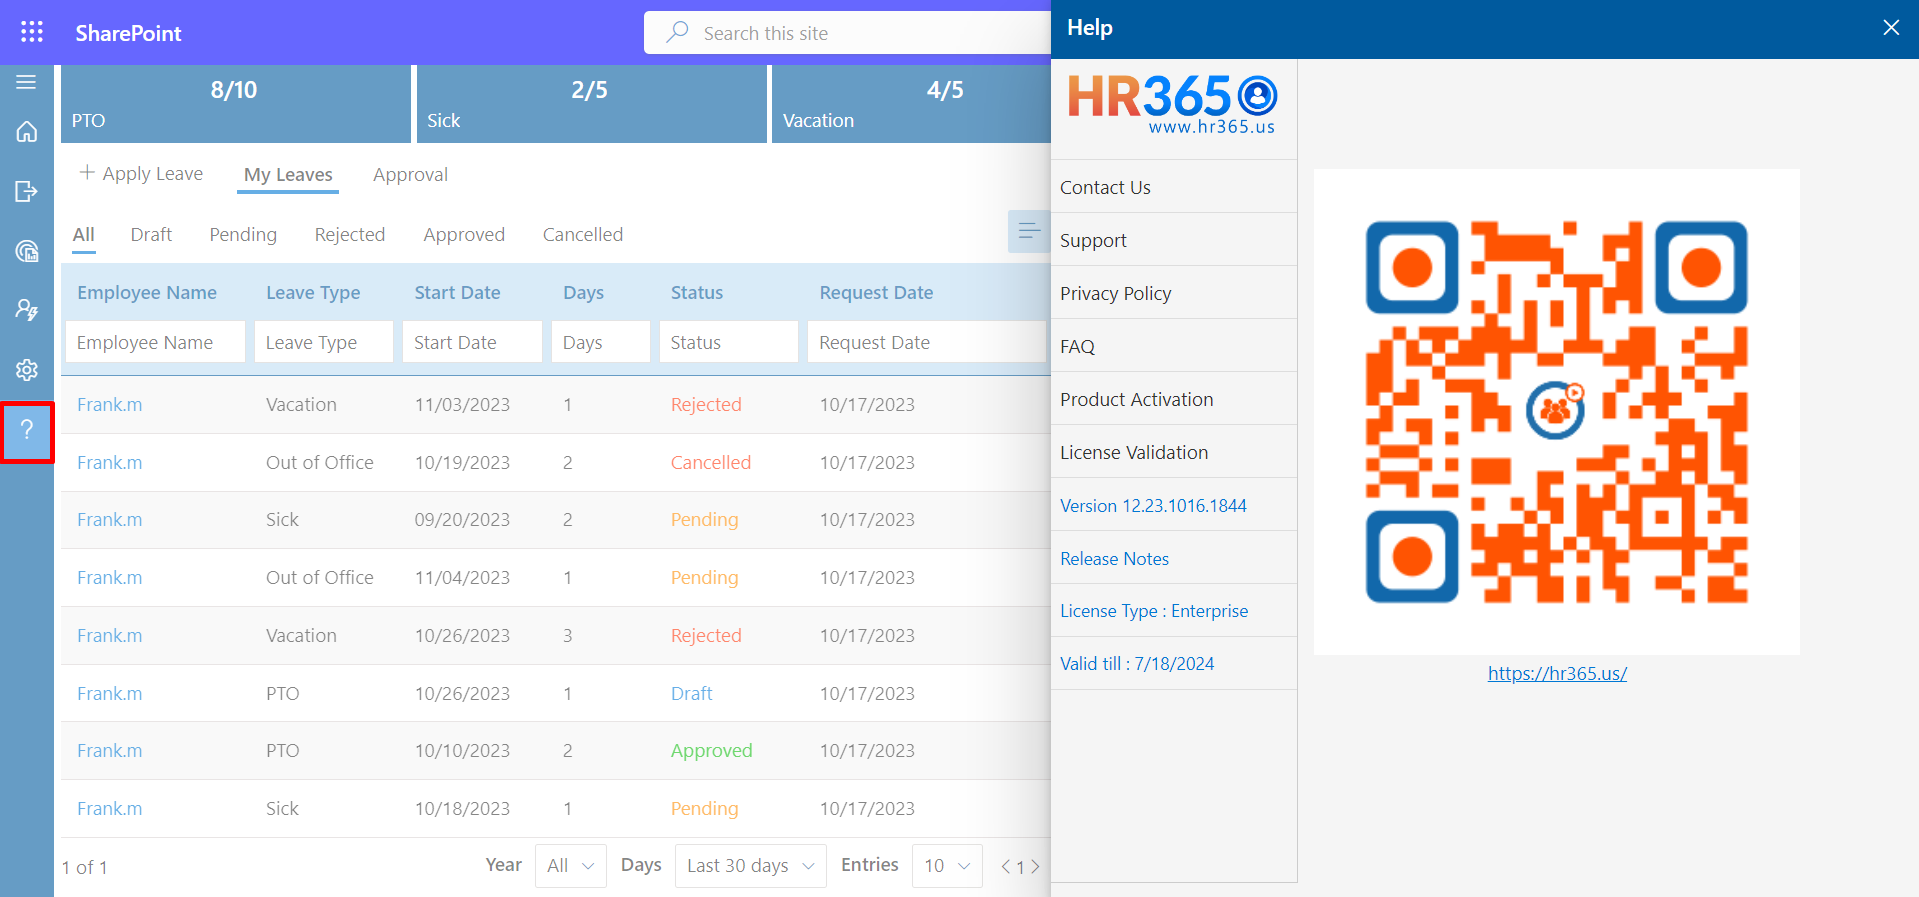 SharePoint
Search this site
Help
8/10
PTO
2/5
Sick
4/5
Vacation
+ Apply Leave
My Leaves
Approval
All
Draft
Pending
Rejected
Approved
Cancelled
Employee Name Leave Type Start Date Days Status Request Date
Employee Name Leave Type Start Date Days Status Request Date
Frank.m Vacation 11/03/2023 1 Rejected 10/17/2023
Frank.m Out of Office 10/19/2023 2 Cancelled 10/17/2023
Frank.m Sick 09/20/2023 2 Pending 10/17/2023
Frank.m Out of Office 11/04/2023 1 Pending 10/17/2023
Frank.m Vacation 10/26/2023 3 Rejected 10/17/2023
Frank.m PTO 10/26/2023 1 Draft 10/17/2023
Frank.m PTO 10/10/2023 2 Approved 10/17/2023
Frank.m Sick 10/18/2023 1 Pending 10/17/2023
1 of 1
Year All Days Last 30 days Entries 10 < 1 >
HR365
www.hr365.us
Contact Us
Support
Privacy Policy
FAQ
Product Activation
License Validation
Version 12.23.1016.1844
Release Notes
License Type : Enterprise
Valid till : 7/18/2024
https://hr365.us/